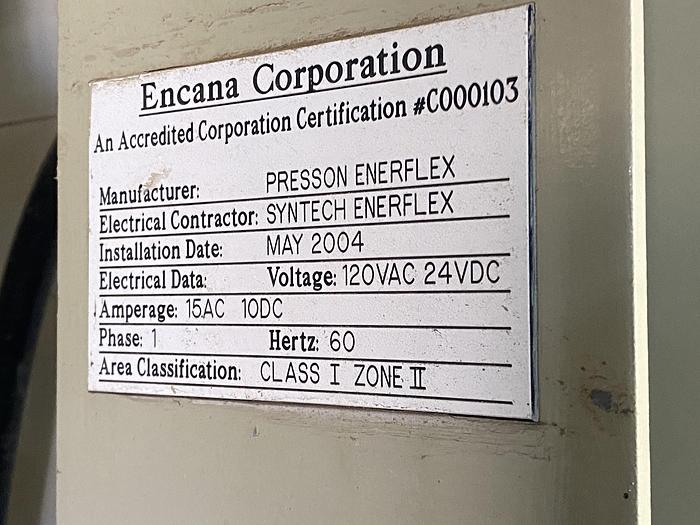 Encana Corporation
An Accredited Corporation Certification #C000103
Manufacturer: PRESSON ENERFLEX
Electrical Contractor: SYNTECH ENERFLEX
Installation Date: MAY 2004
Electrical Data: Voltage: 120VAC 24VDC
Amperage: 15AC 10DC
Phase: 1 Hertz: 60
Area Classification: CLASS I ZONE II